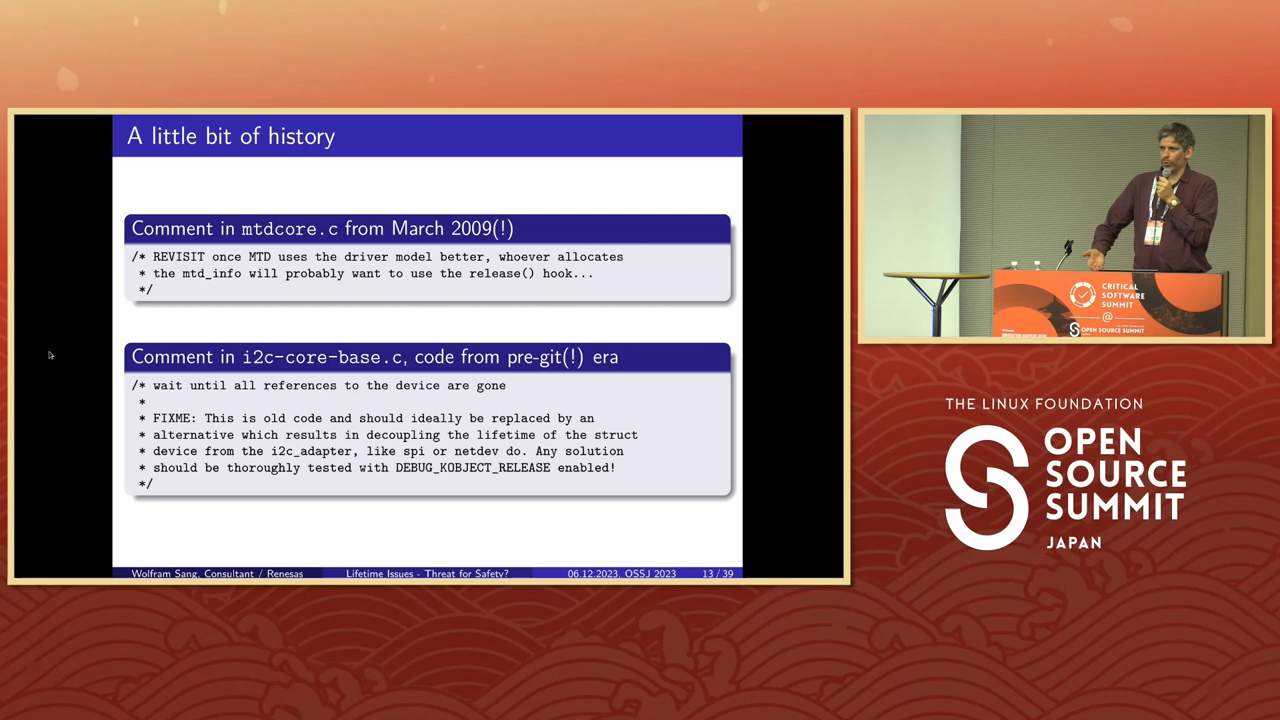 A little bit of history
Comment in mtdcore.c from March 2009(!)
/* REVISIT once MTD uses the driver model better, whoever allocates
 * the mtd_info will probably want to use the release() hook...
 */
Comment in i2c-core-base.c, code from pre-git(!) era
/* wait until all references to the device are gone
 *
 * FIXME: This is old code and should ideally be replaced by an
 * alternative which results in decoupling the lifetime of the struct
 * device from the i2c_adapter, like spi or netdev do. Any solution
 * should be thoroughly tested with DEBUG_KOBJECT_RELEASE enabled!
 */
Wolfram Sang, Consultant / Renesas
Lifetime Issues - Threat for Safety?
06.12.2023, OSSJ 2023
13 / 39
CRITICAL
SOFTWARE
SUMMIT
@
OPEN SOURCE SUMMIT
THE LINUX FOUNDATION
OPEN
SOURCE
SUMMIT
JAPAN